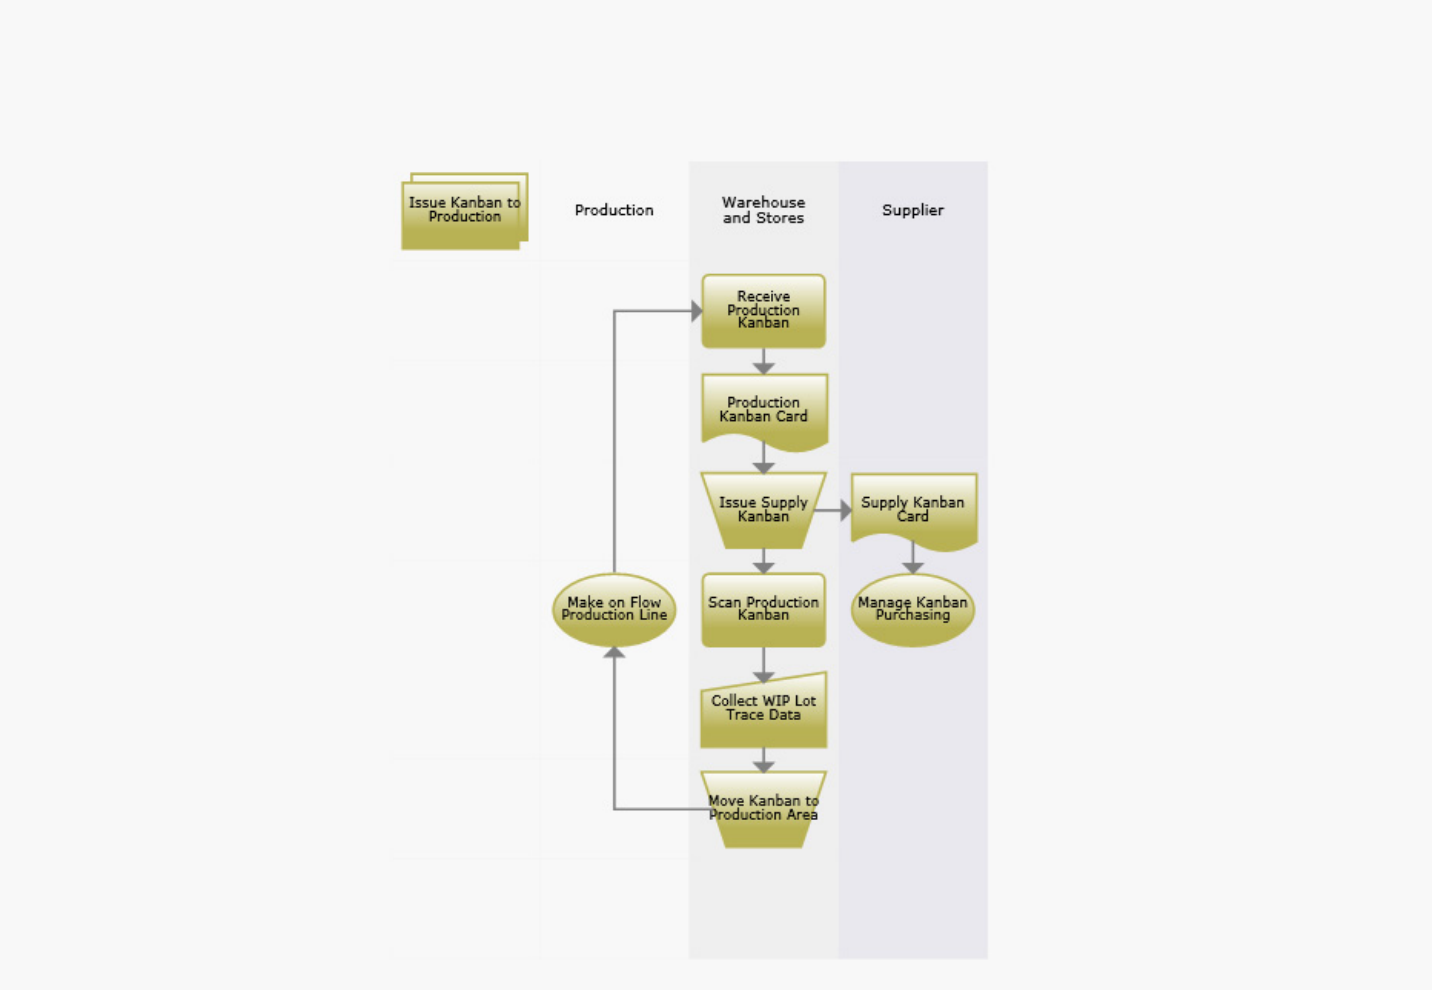 Issue Kanban to
Production
Production
Warehouse
and Stores
Supplier
Receive
Production
Kanban
Production
Kanban Card
Issue Supply
Kanban
Supply Kanban
Card
Make on Flow
Production Line
Scan Production
Kanban
Manage Kanban
Purchasing
Collect WIP Lot
Trace Data
Move Kanban to
Production Area